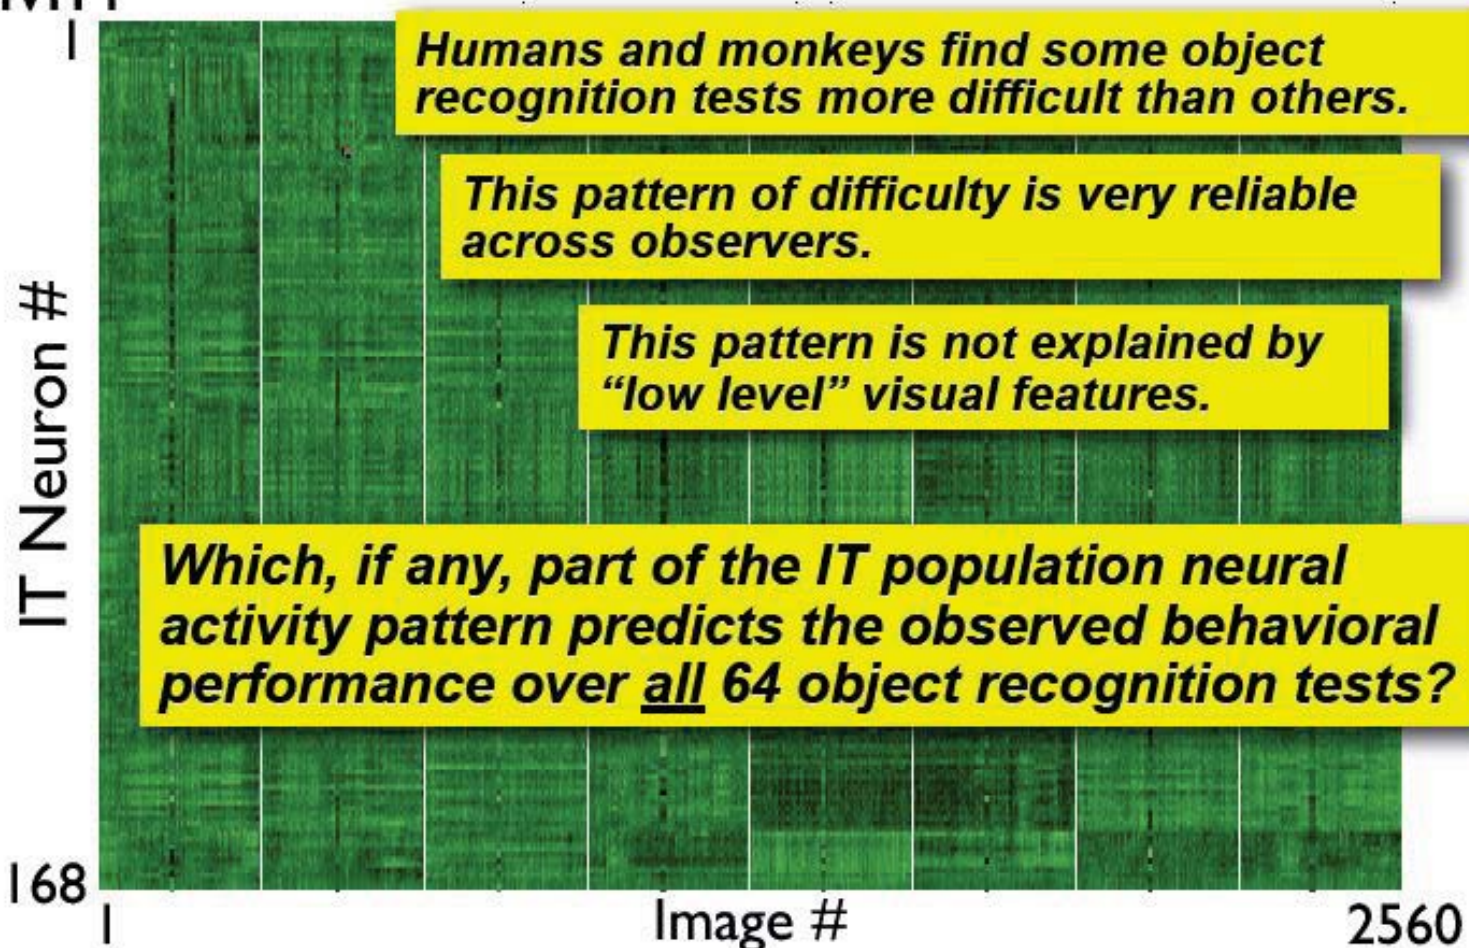 1
Humans and monkeys find some object
recognition tests more difficult than others.
This pattern of difficulty is very reliable
across observers.
This pattern is not explained by
“low level” visual features.
IT Neuron #
Which, if any, part of the IT population neural
activity pattern predicts the observed behavioral
performance over all 64 object recognition tests?
168
1
Image #
2560